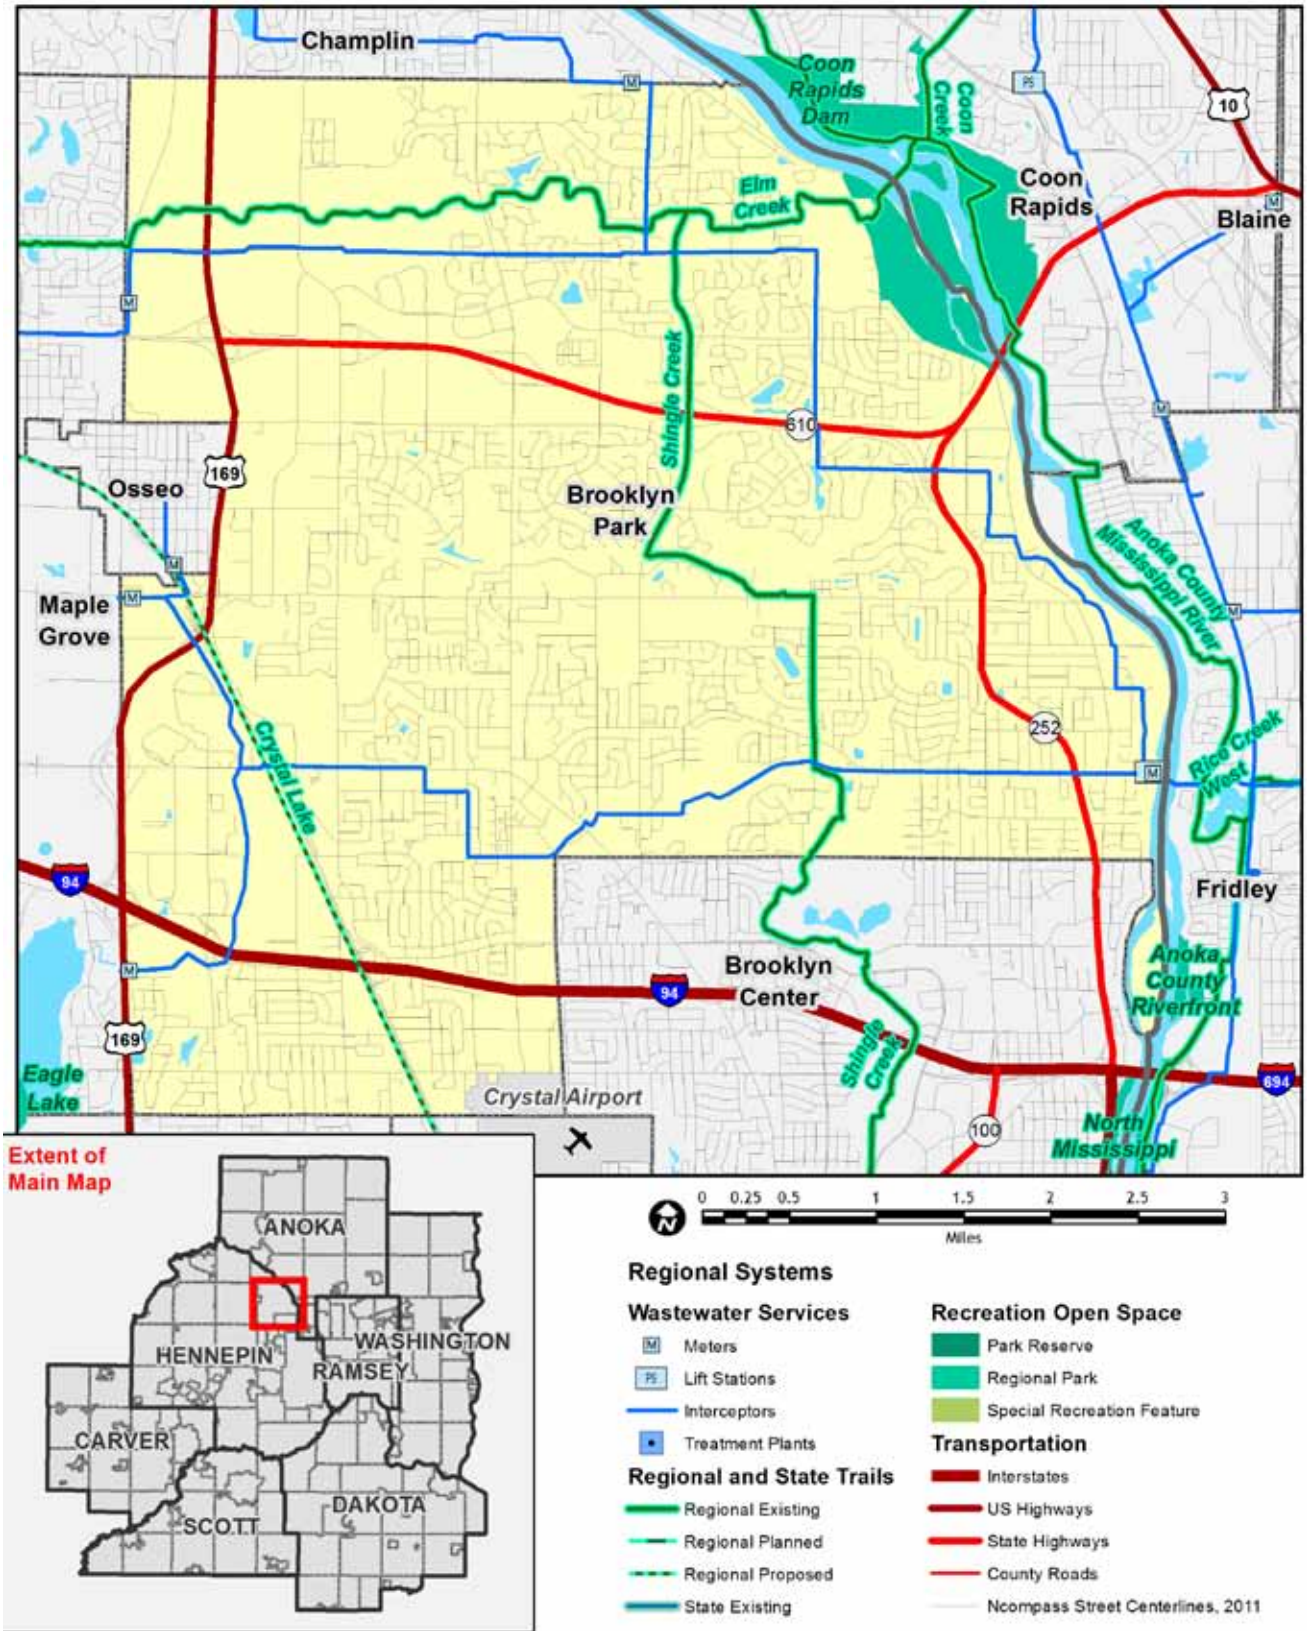 Champlin
M
Coon
Rapids
Dam
Coon
Creek
PS
10
Elm
Creek
Coon
Rapids
M
Blaine
M
Shingle Creek
M
610
169
Osseo
Brooklyn
Park
M
Anoka County
Mississippi River
Maple
Grove
M
M
Crystal Lake
252
Rice Creek
West
M
94
Fridley
Brooklyn
Center
94
M
Anoka
County
Riverfront
169
Shingle
Creek
Eagle
Lake
Crystal Airport
694
100
North
Mississippi
Extent of
Main Map
ANOKA
HENNEPIN
WASHINGTON
RAMSEY
CARVER
DAKOTA
SCOTT
N
0 0.25 0.5 1 1.5 2 2.5 3
Miles
Regional Systems
Wastewater Services
M Meters
PS Lift Stations
Interceptors
Treatment Plants
Regional and State Trails
Regional Existing
Regional Planned
Regional Proposed
State Existing
Recreation Open Space
Park Reserve
Regional Park
Special Recreation Feature
Transportation
Interstates
US Highways
State Highways
County Roads
Ncompass Street Centerlines, 2011